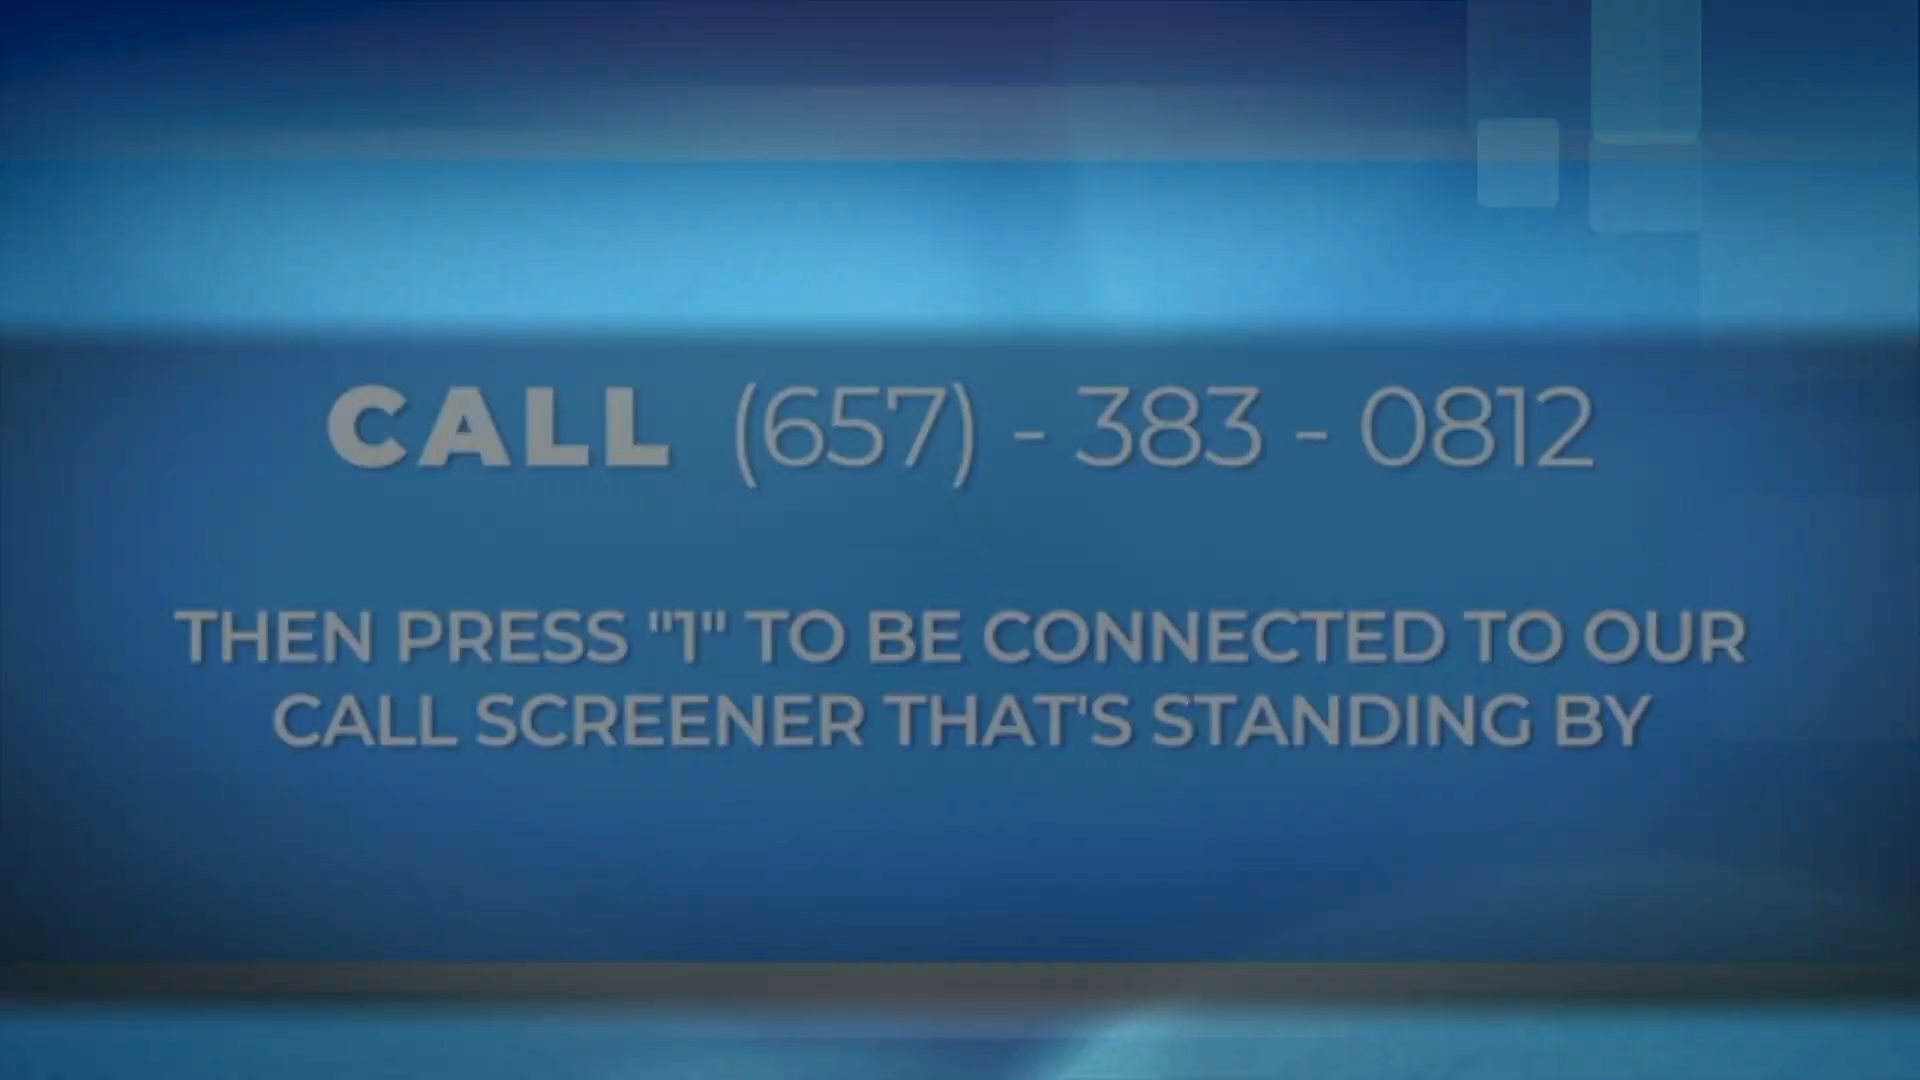 CALL (657) - 383 - 0812
THEN PRESS "1" TO BE CONNECTED TO OUR
CALL SCREENER THAT'S STANDING BY